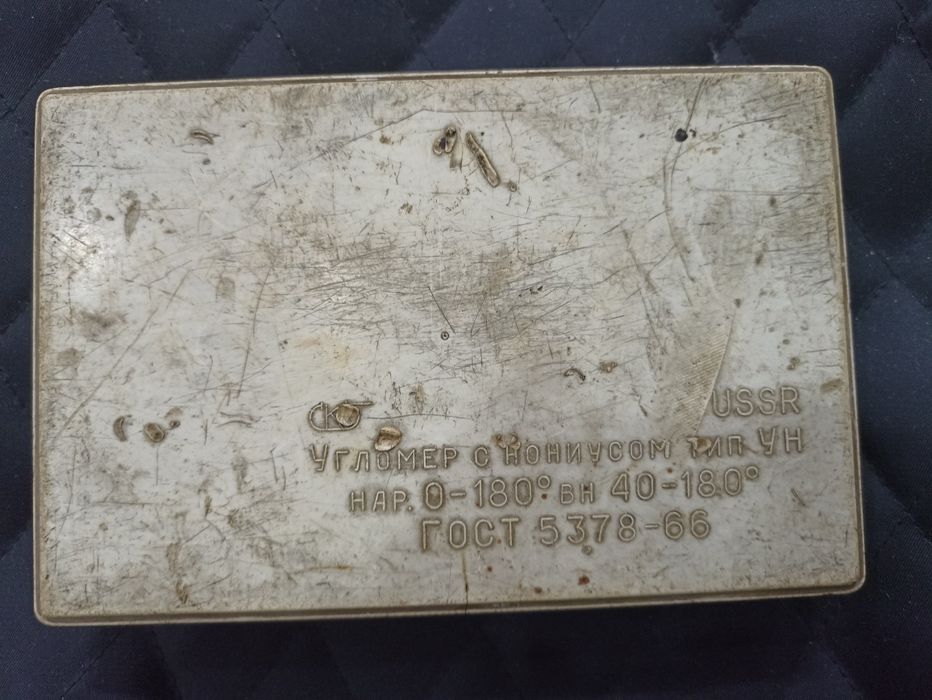 USSR
УГЛОМЕР С НОНИУСОМ ТИП УН
НАР. 0-180° ВН 40-180°
ГОСТ 5378-66